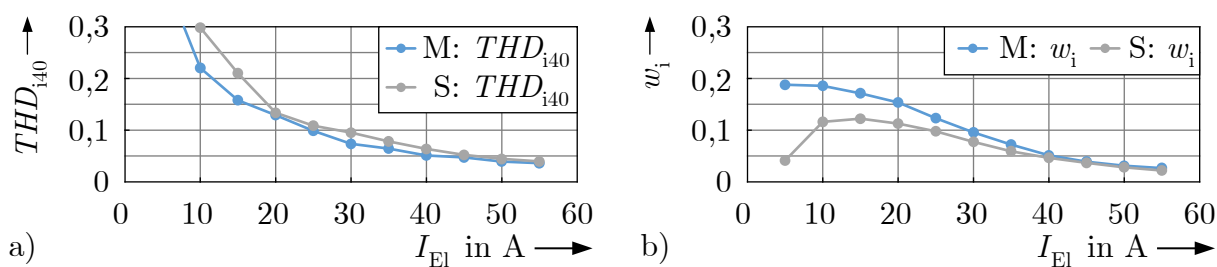 THD_i40
0,3
0,2
0,1
0
M: THD_i40
S: THD_i40
0 10 20 30 40 50 60
I_El in A
a)
w_i
0,3
0,2
0,1
0
M: w_i S: w_i
0 10 20 30 40 50 60
I_El in A
b)